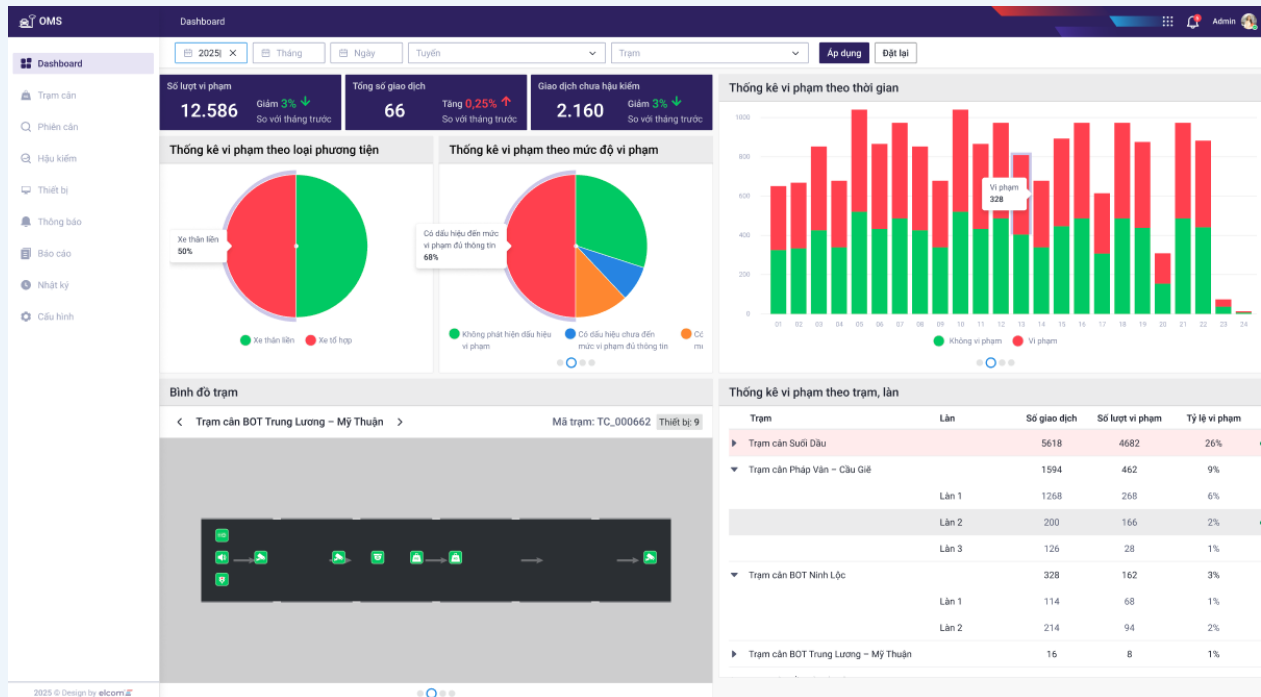 OMS
Dashboard
Admin
Dashboard
Trạm cân
Phiên cân
Hậu kiểm
Thiết bị
Thông báo
Báo cáo
Nhật ký
Cấu hình
2025 © Design by elcom
2025
Tháng
Ngày
Tuyến
Trạm
Áp dụng
Đặt lại
Số lượt vi phạm
12.586
Giảm 3%
So với tháng trước
Tổng số giao dịch
66
Tăng 0,25%
So với tháng trước
Giao dịch chưa hậu kiểm
2.160
Giảm 3%
So với tháng trước
Thống kê vi phạm theo loại phương tiện
Xe thân liền
50%
Xe thân liền
Xe tổ hợp
Thống kê vi phạm theo mức độ vi phạm
Có dấu hiệu đến mức
vi phạm đủ thông tin
68%
Không phát hiện dấu hiệu
vi phạm
Có dấu hiệu chưa đến
mức vi phạm đủ thông tin
Có
Thống kê vi phạm theo thời gian
1000
800
600
400
200
0
Vi phạm
328
01 02 03 04 05 06 07 08 09 10 11 12 13 14 15 16 17 18 19 20 21 22 23 24
Không vi phạm
Vi phạm
Bình đồ trạm
Trạm cân BOT Trung Lương – Mỹ Thuận
Mã trạm: TC_000662
Thiết bị: 9
Thống kê vi phạm theo trạm, làn
Trạm Làn Số giao dịch Số lượt vi phạm Tỷ lệ vi phạm
Trạm cân Suối Dầu 5618 4682 26%
Trạm cân Pháp Vân – Cầu Giẽ 1594 462 9%
Làn 1 1268 268 6%
Làn 2 200 166 2%
Làn 3 126 28 1%
Trạm cân BOT Ninh Lộc 328 162 3%
Làn 1 114 68 1%
Làn 2 214 94 2%
Trạm cân BOT Trung Lương – Mỹ Thuận 16 8 1%